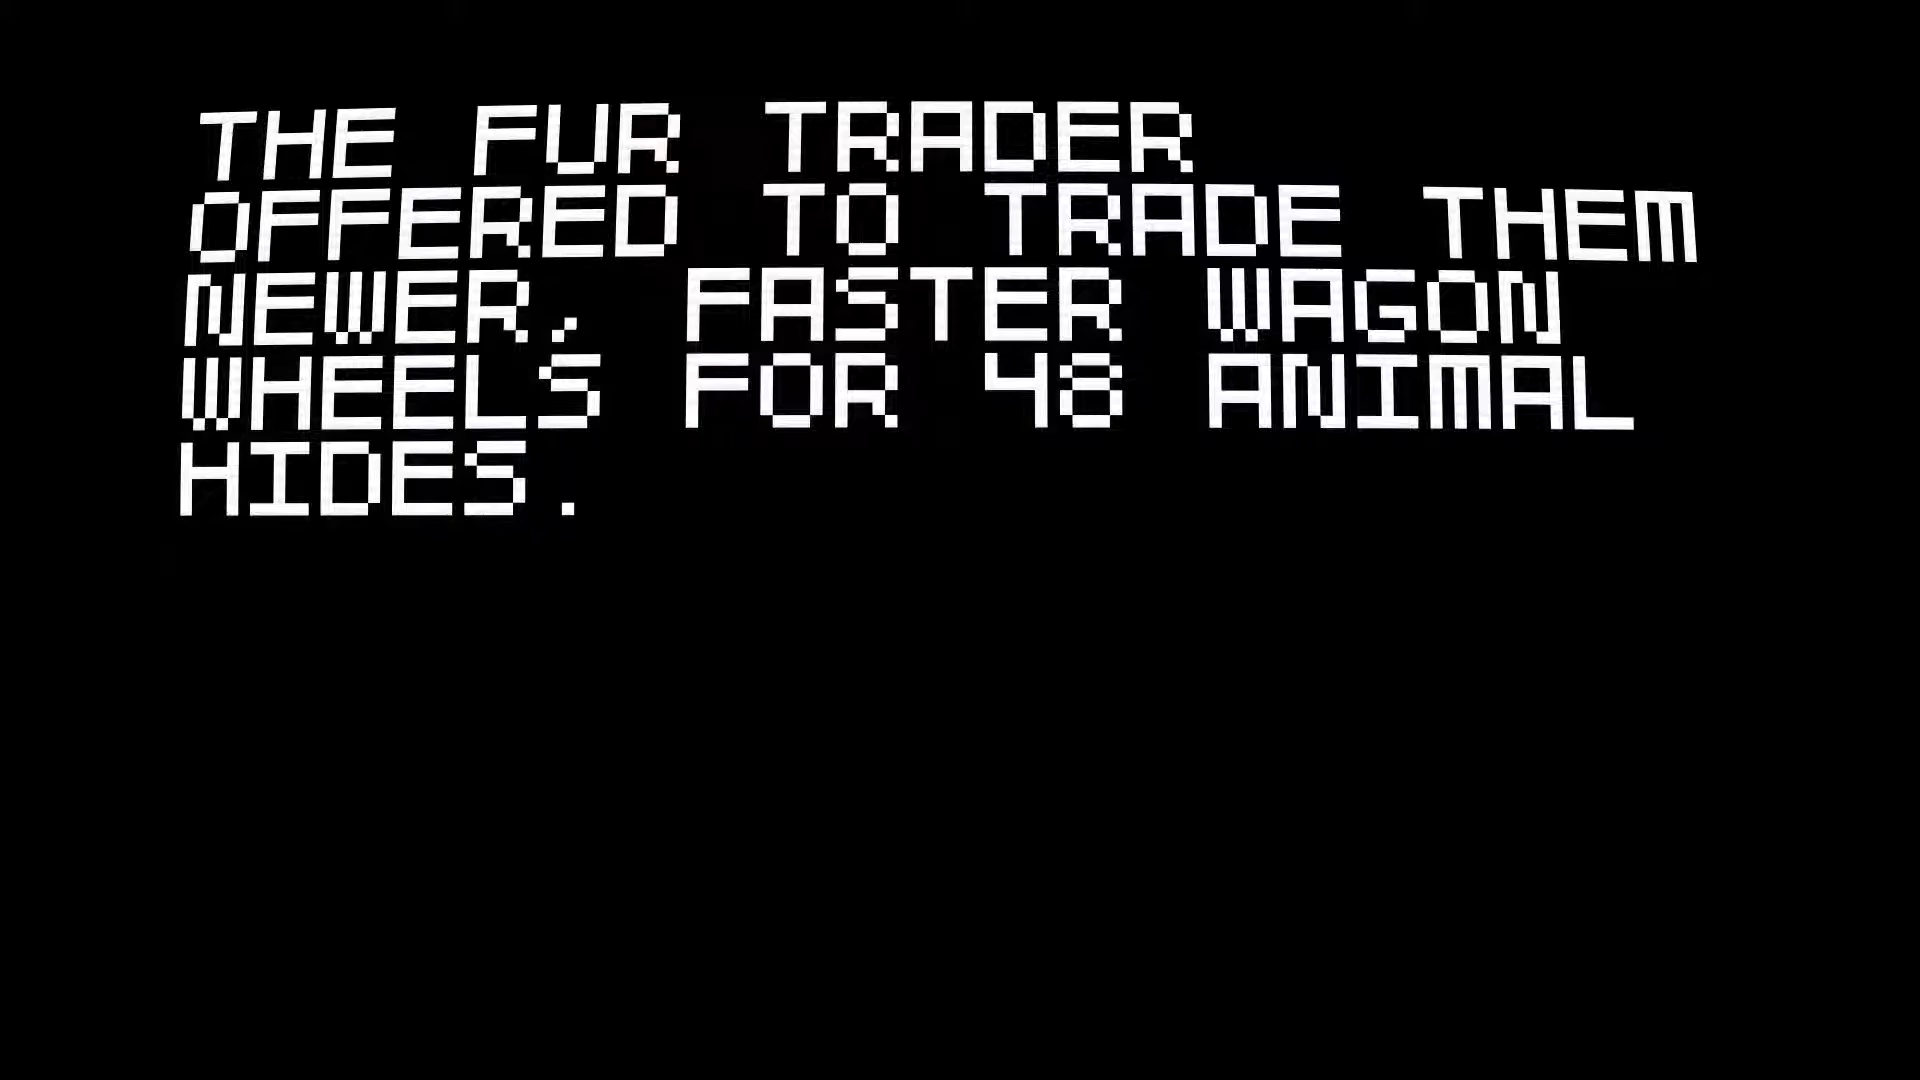 THE FUR TRADER
OFFERED TO TRADE THEM
NEWER, FASTER WAGON
WHEELS FOR 48 ANIMAL
HIDES.